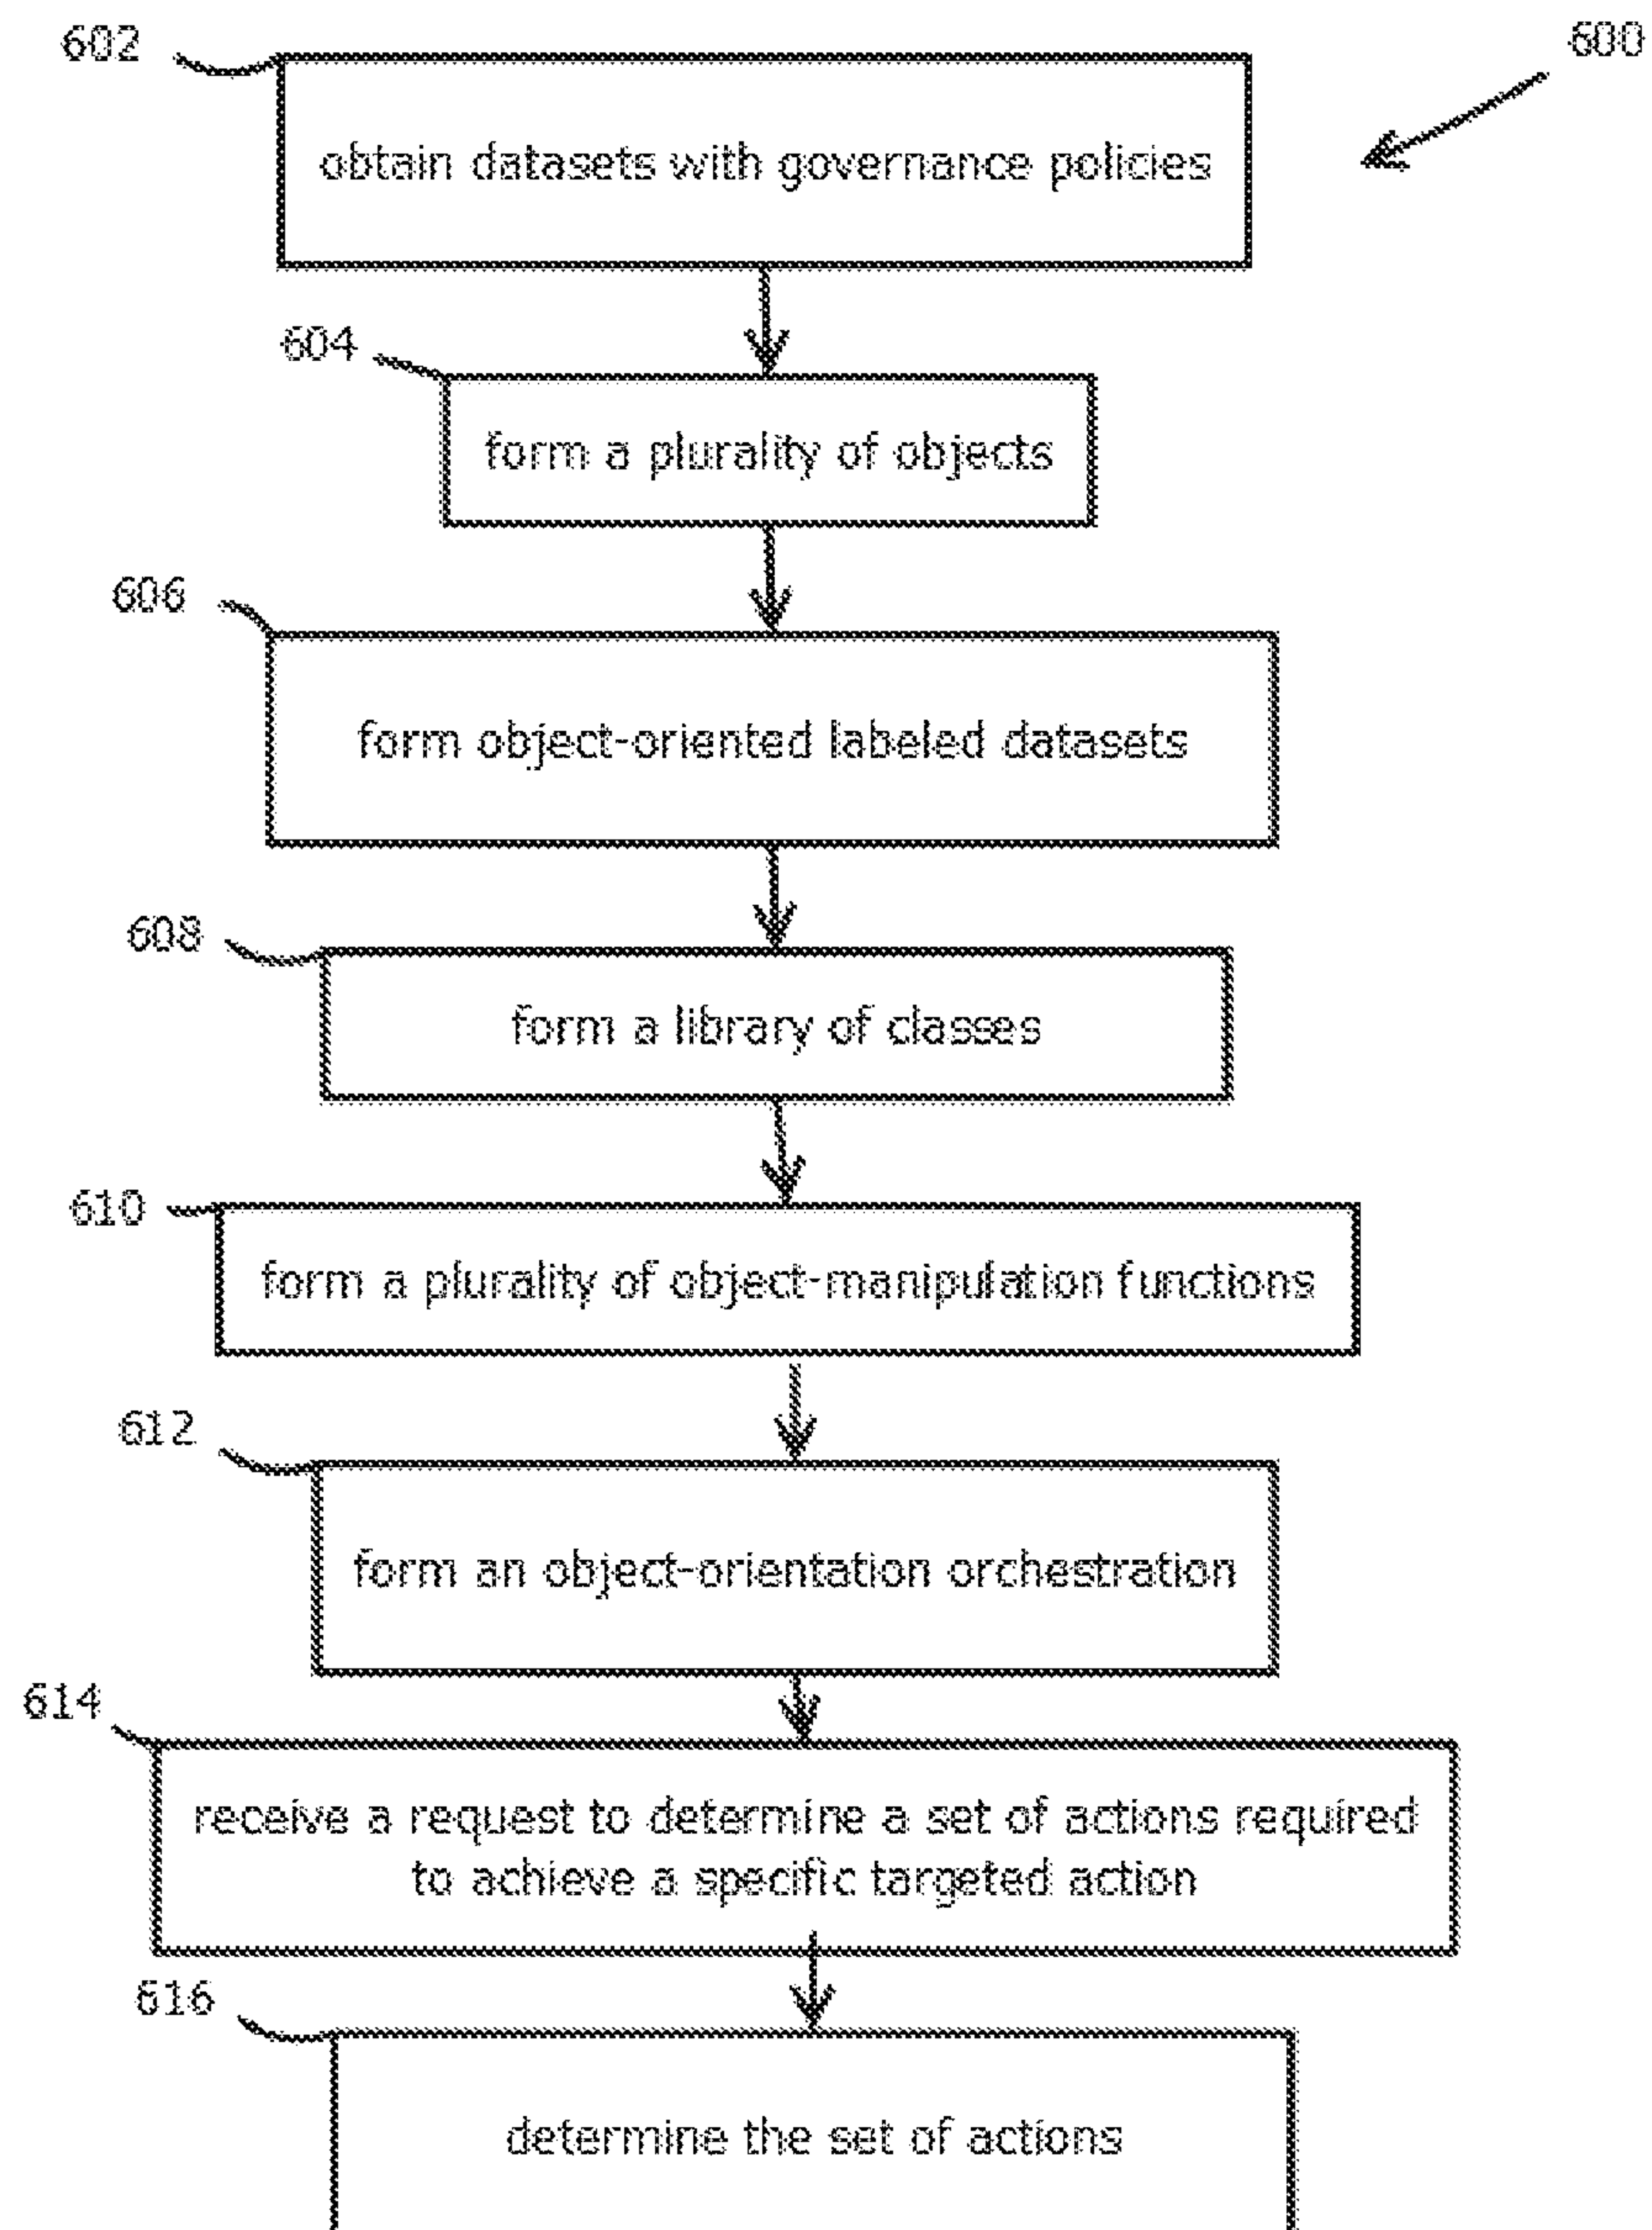 602
600
obtain datasets with governance policies
604
form a plurality of objects
606
form object-oriented labeled datasets
608
form a library of classes
610
form a plurality of object-manipulation functions
612
form an object-orientation orchestration
614
receive a request to determine a set of actions required
to achieve a specific targeted action
616
determine the set of actions